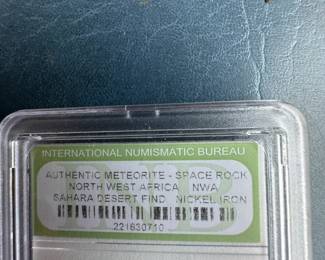 INTERNATIONAL NUMISMATIC BUREAU
AUTHENTIC METEORITE - SPACE ROCK
NORTH WEST AFRICA NWA
SAHARA DESERT FIND NICKEL IRON
221630710